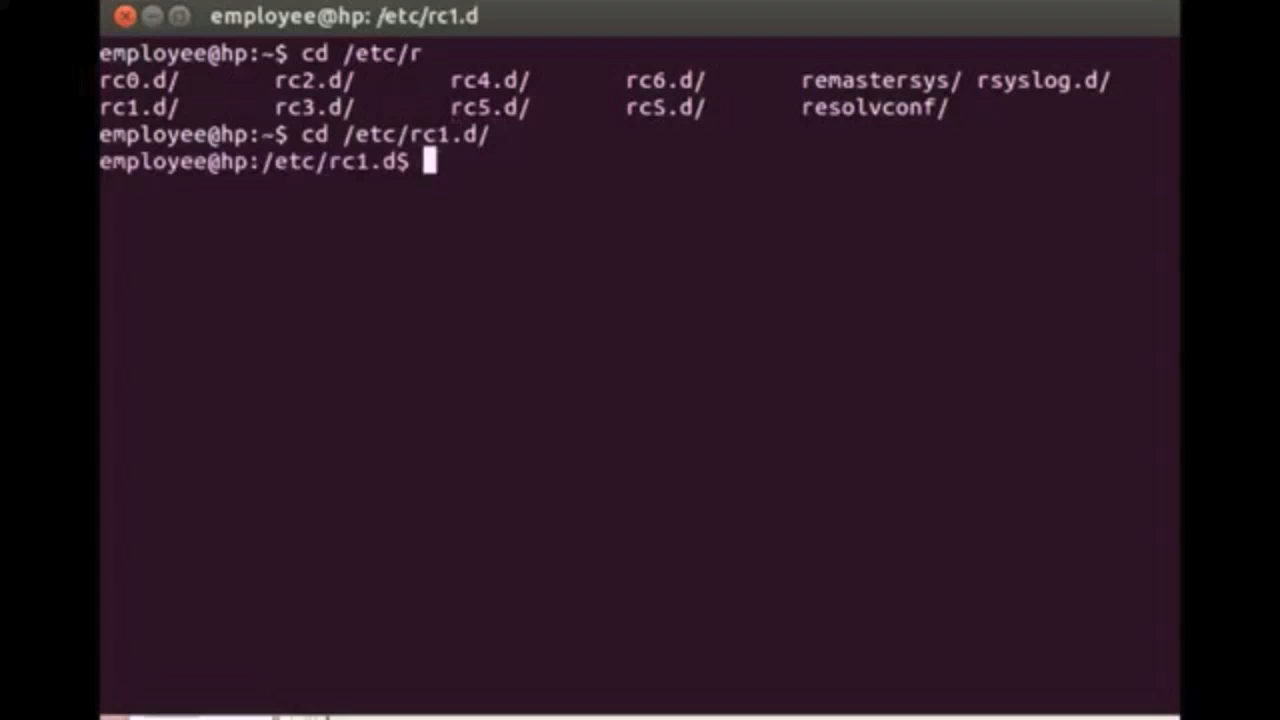 employee@hp: /etc/rc1.d
employee@hp:~$ cd /etc/r
rc0.d/ rc2.d/ rc4.d/ rc6.d/ remastersys/ rsyslog.d/
rc1.d/ rc3.d/ rc5.d/ rcS.d/ resolvconf/
employee@hp:~$ cd /etc/rc1.d/
employee@hp:/etc/rc1.d$